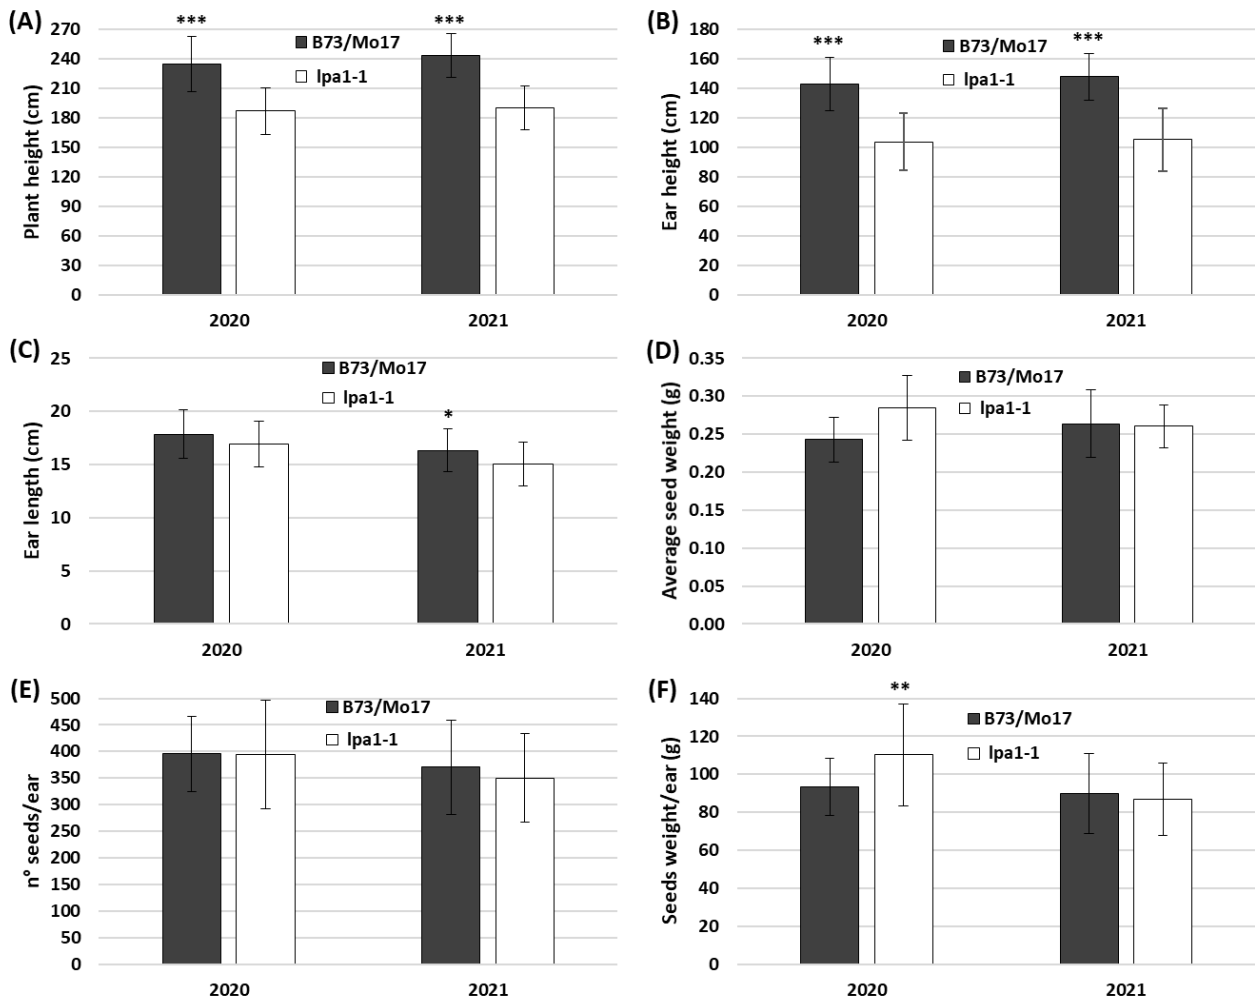 (A)
***
***
B73/Mo17
lpa1-1
Plant height (cm)
270
240
210
180
150
120
90
60
30
0
2020
2021
(B)
***
***
B73/Mo17
lpa1-1
Ear height (cm)
180
160
140
120
100
80
60
40
20
0
2020
2021
(C)
*
B73/Mo17
lpa1-1
Ear length (cm)
25
20
15
10
5
0
2020
2021
(D)
B73/Mo17
lpa1-1
Average seed weight (g)
0.35
0.30
0.25
0.20
0.15
0.10
0.05
0.00
2020
2021
(E)
B73/Mo17
lpa1-1
n° seeds/ear
500
450
400
350
300
250
200
150
100
50
0
2020
2021
(F)
**
B73/Mo17
lpa1-1
Seeds weight/ear (g)
140
120
100
80
60
40
20
0
2020
2021